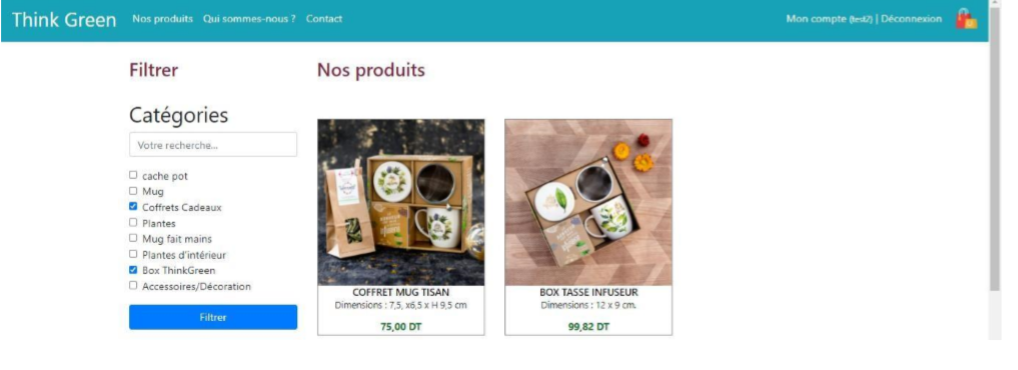 Think Green Nos produits Qui sommes-nous ? Contact Mon compte (test2) | Déconnexion
Filtrer
Catégories
Votre recherche...
cache pot
Mug
Coffrets Cadeaux
Plantes
Mug fait mains
Plantes d'intérieur
Box ThinkGreen
Accessoires/Décoration
Filtrer
Nos produits
COFFRET MUG TISAN
Dimensions : 7,5, x6,5 x H 9,5 cm
75,00 DT
BOX TASSE INFUSEUR
Dimensions : 12 x 9 cm.
99,82 DT